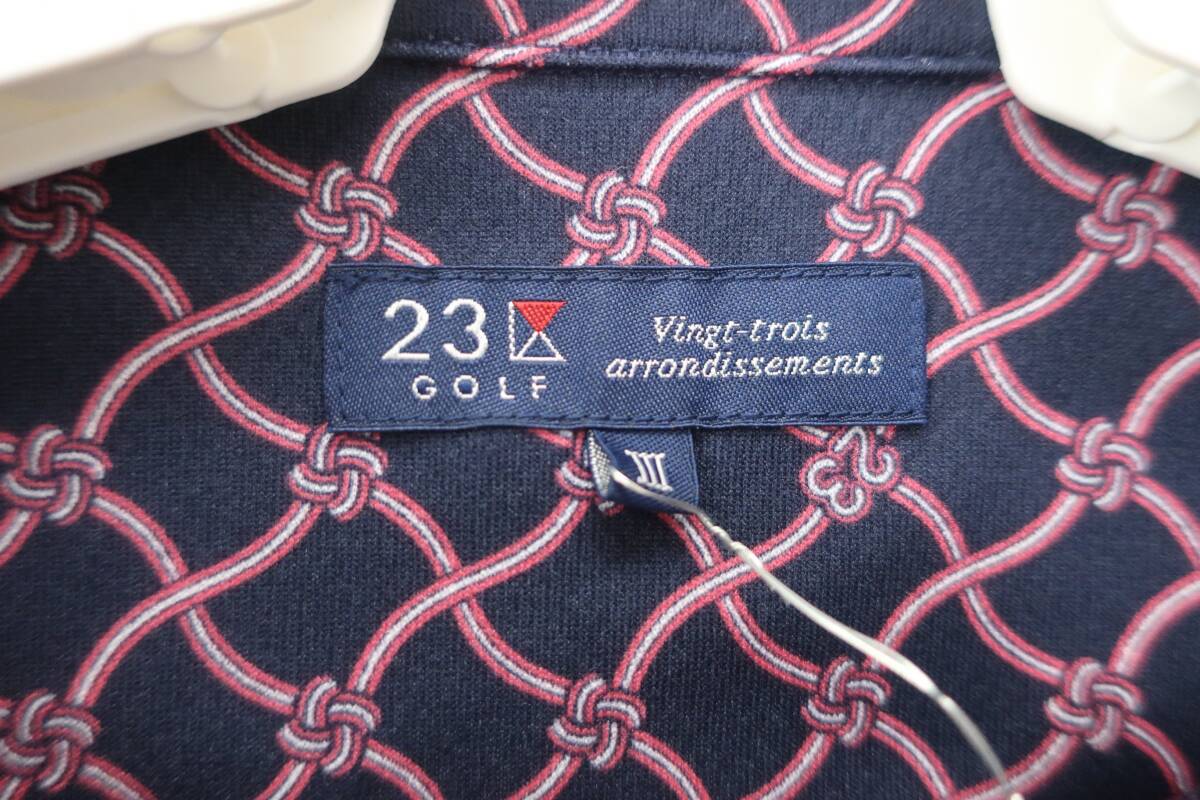 23
GOLF
Vingt-trois
arrondissements
III